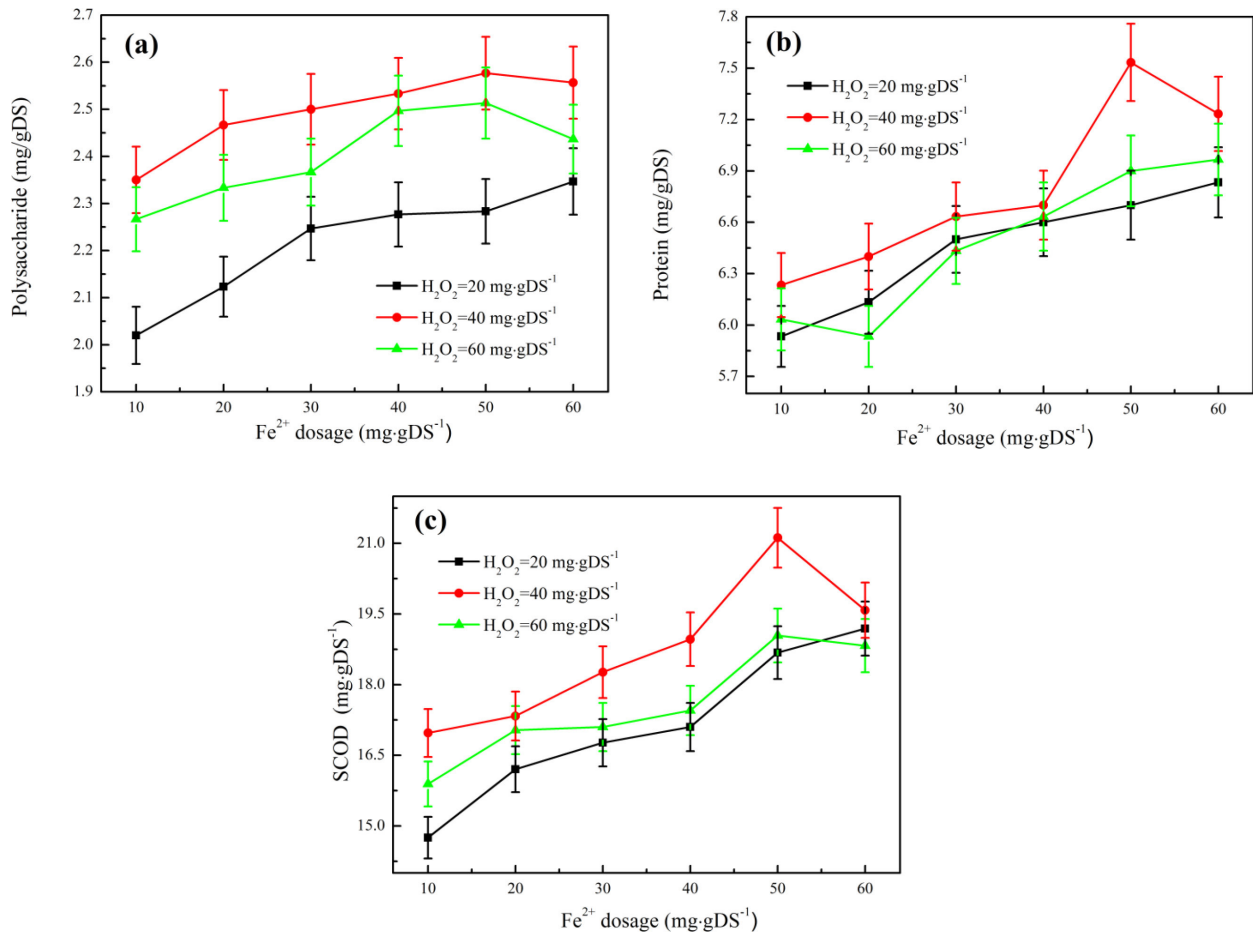 (a)
Polysaccharide (mg/gDS)
2.7
2.6
2.5
2.4
2.3
2.2
2.1
2.0
1.9
H₂O₂=20 mg·gDS⁻¹
H₂O₂=40 mg·gDS⁻¹
H₂O₂=60 mg·gDS⁻¹
10 20 30 40 50 60
Fe²⁺ dosage (mg·gDS⁻¹)
(b)
Protein (mg/gDS)
7.8
7.5
7.2
6.9
6.6
6.3
6.0
5.7
H₂O₂=20 mg·gDS⁻¹
H₂O₂=40 mg·gDS⁻¹
H₂O₂=60 mg·gDS⁻¹
10 20 30 40 50 60
Fe²⁺ dosage (mg·gDS⁻¹)
(c)
SCOD (mg·gDS⁻¹)
21.0
19.5
18.0
16.5
15.0
H₂O₂=20 mg·gDS⁻¹
H₂O₂=40 mg·gDS⁻¹
H₂O₂=60 mg·gDS⁻¹
10 20 30 40 50 60
Fe²⁺ dosage (mg·gDS⁻¹)